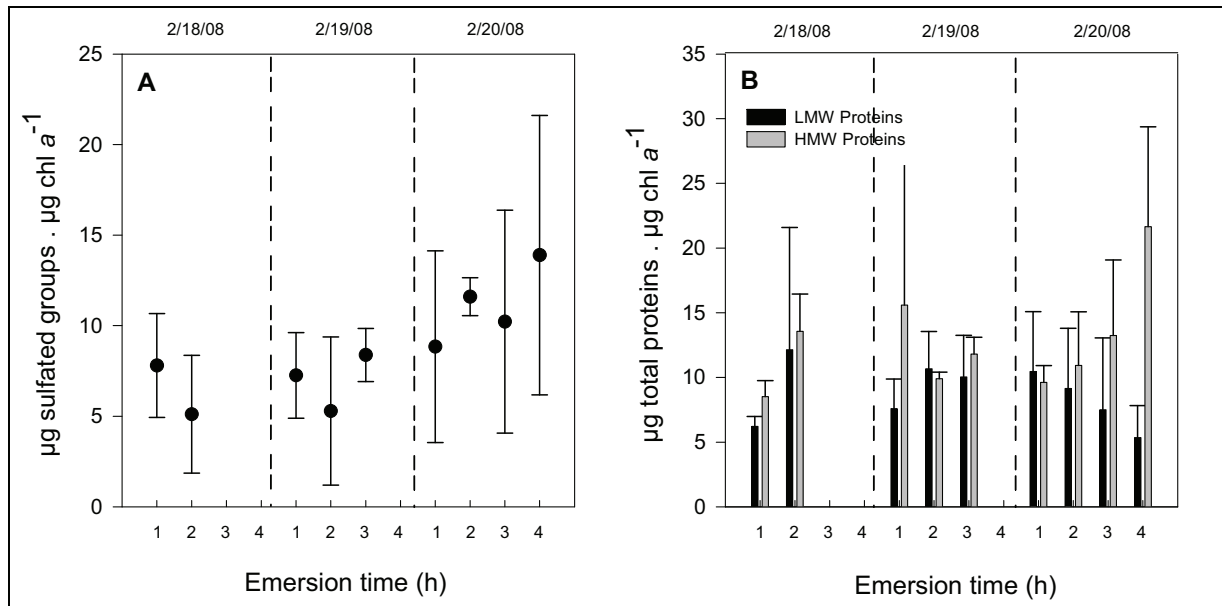 2/18/08 2/19/08 2/20/08
A
25
20
15
10
5
0
µg sulfated groups . µg chl a⁻¹
1 2 3 4 1 2 3 4 1 2 3 4
Emersion time (h)
2/18/08 2/19/08 2/20/08
B
LMW Proteins
HMW Proteins
35
30
25
20
15
10
5
0
µg total proteins . µg chl a⁻¹
1 2 3 4 1 2 3 4 1 2 3 4
Emersion time (h)